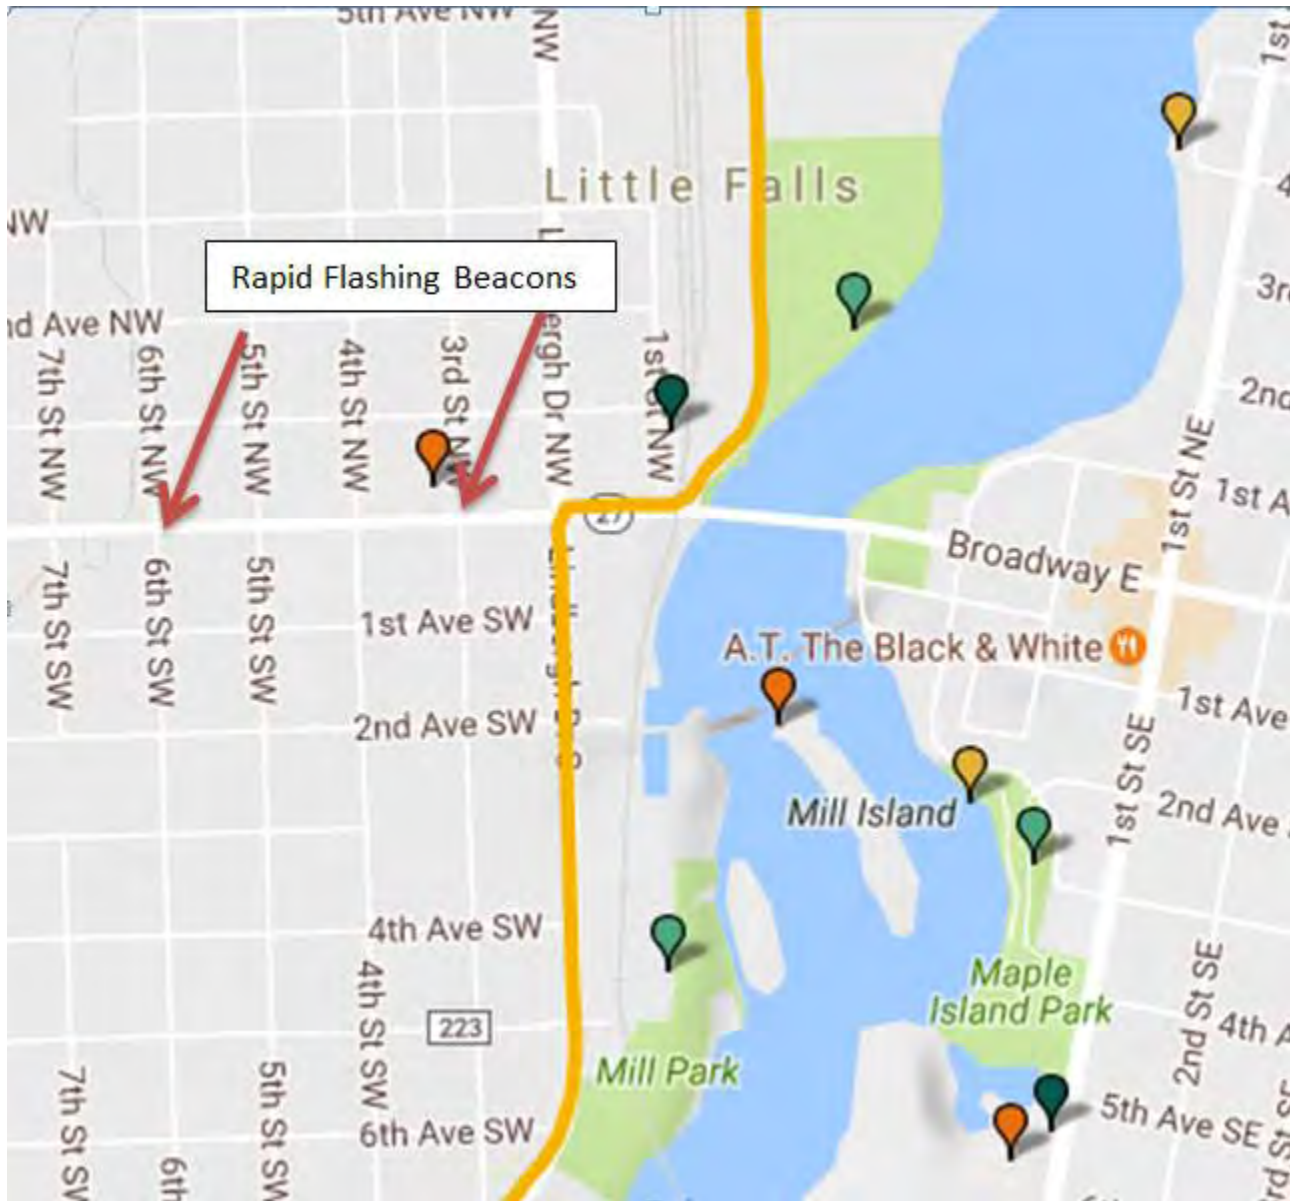 5th Ave NW
NW
1st
Little Falls
4
NW
Rapid Flashing Beacons
3r
nd Ave NW
ergh Dr NW
7th St NW
6th St NW
5th St NW
4th St NW
3rd St N
1st St NW
2nd
1st St NE
1st A
27
Broadway E
7th St SW
6th St SW
5th St SW
1st Ave SW
A.T. The Black & White
2nd Ave SW
1st Ave
1st St SE
Mill Island
2nd Ave
4th Ave SW
Maple
Island Park
4th St SW
223
2nd St SE
4th A
Mill Park
7th St SW
5th St SW
6th Ave SW
5th Ave SE
6th
3rd St SE